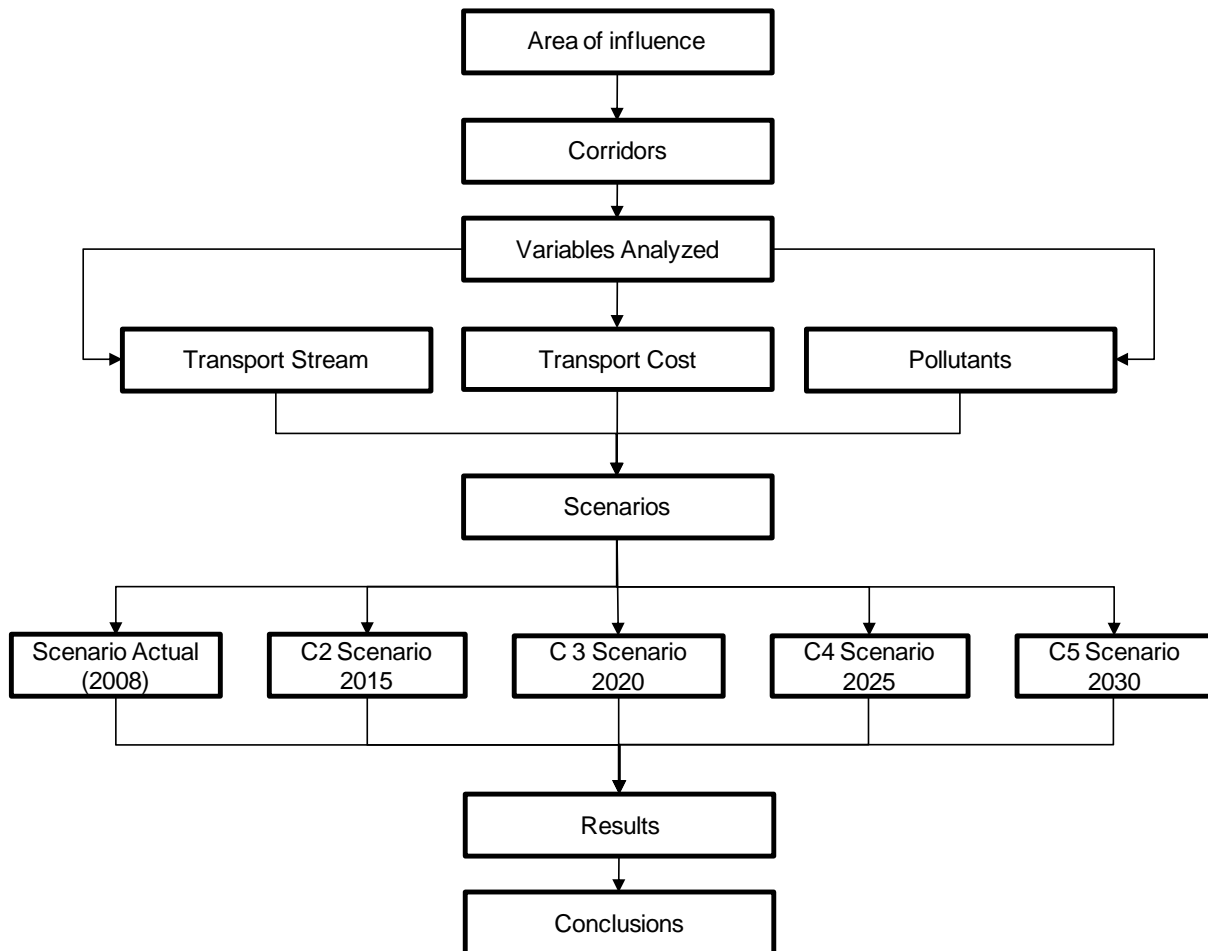 Area of influence
Corridors
Variables Analyzed
Transport Stream
Transport Cost
Pollutants
Scenarios
Scenario Actual
(2008)
C2 Scenario
2015
C 3 Scenario
2020
C4 Scenario
2025
C5 Scenario
2030
Results
Conclusions